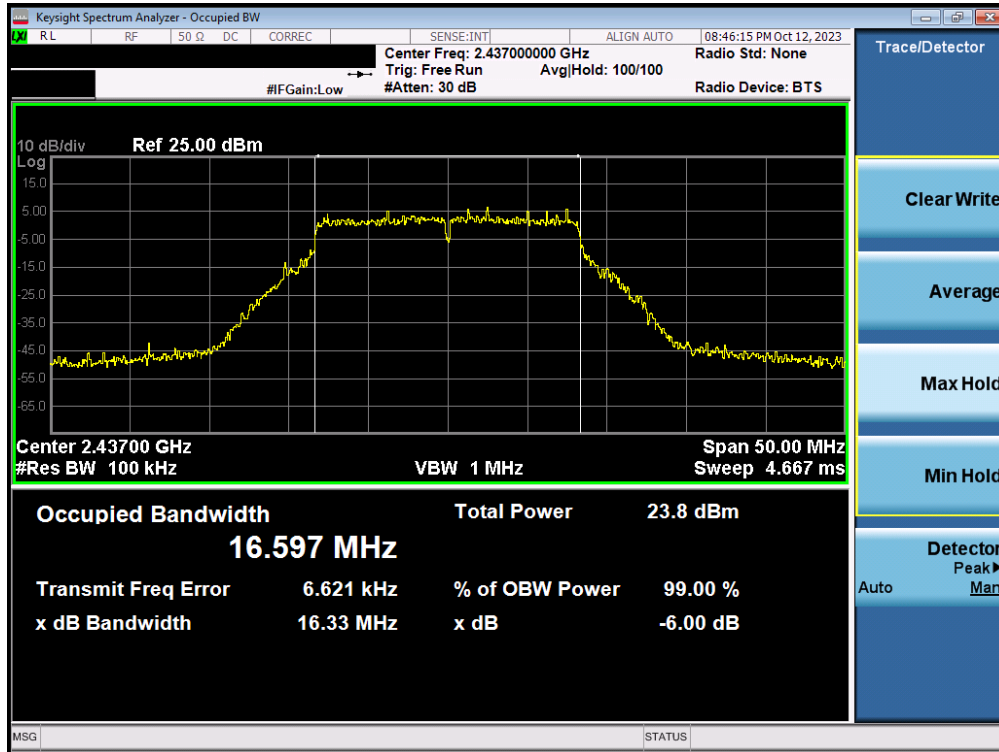 Keysight Spectrum Analyzer - Occupied BW
LXI RL RF 50 Ω DC CORREC SENSE:INT ALIGN AUTO 08:46:15 PM Oct 12, 2023
Center Freq: 2.437000000 GHz Radio Std: None
Trig: Free Run Avg|Hold: 100/100
#IFGain:Low #Atten: 30 dB Radio Device: BTS
10 dB/div Ref 25.00 dBm
Log
15.0
5.00
-5.00
-15.0
-25.0
-35.0
-45.0
-55.0
-65.0
Center 2.43700 GHz Span 50.00 MHz
#Res BW 100 kHz VBW 1 MHz Sweep 4.667 ms
Occupied Bandwidth Total Power 23.8 dBm
16.597 MHz
Transmit Freq Error 6.621 kHz % of OBW Power 99.00 %
x dB Bandwidth 16.33 MHz x dB -6.00 dB
MSG STATUS
Trace/Detector
Clear Write
Average
Max Hold
Min Hold
Detector
Peak▶
Auto Man